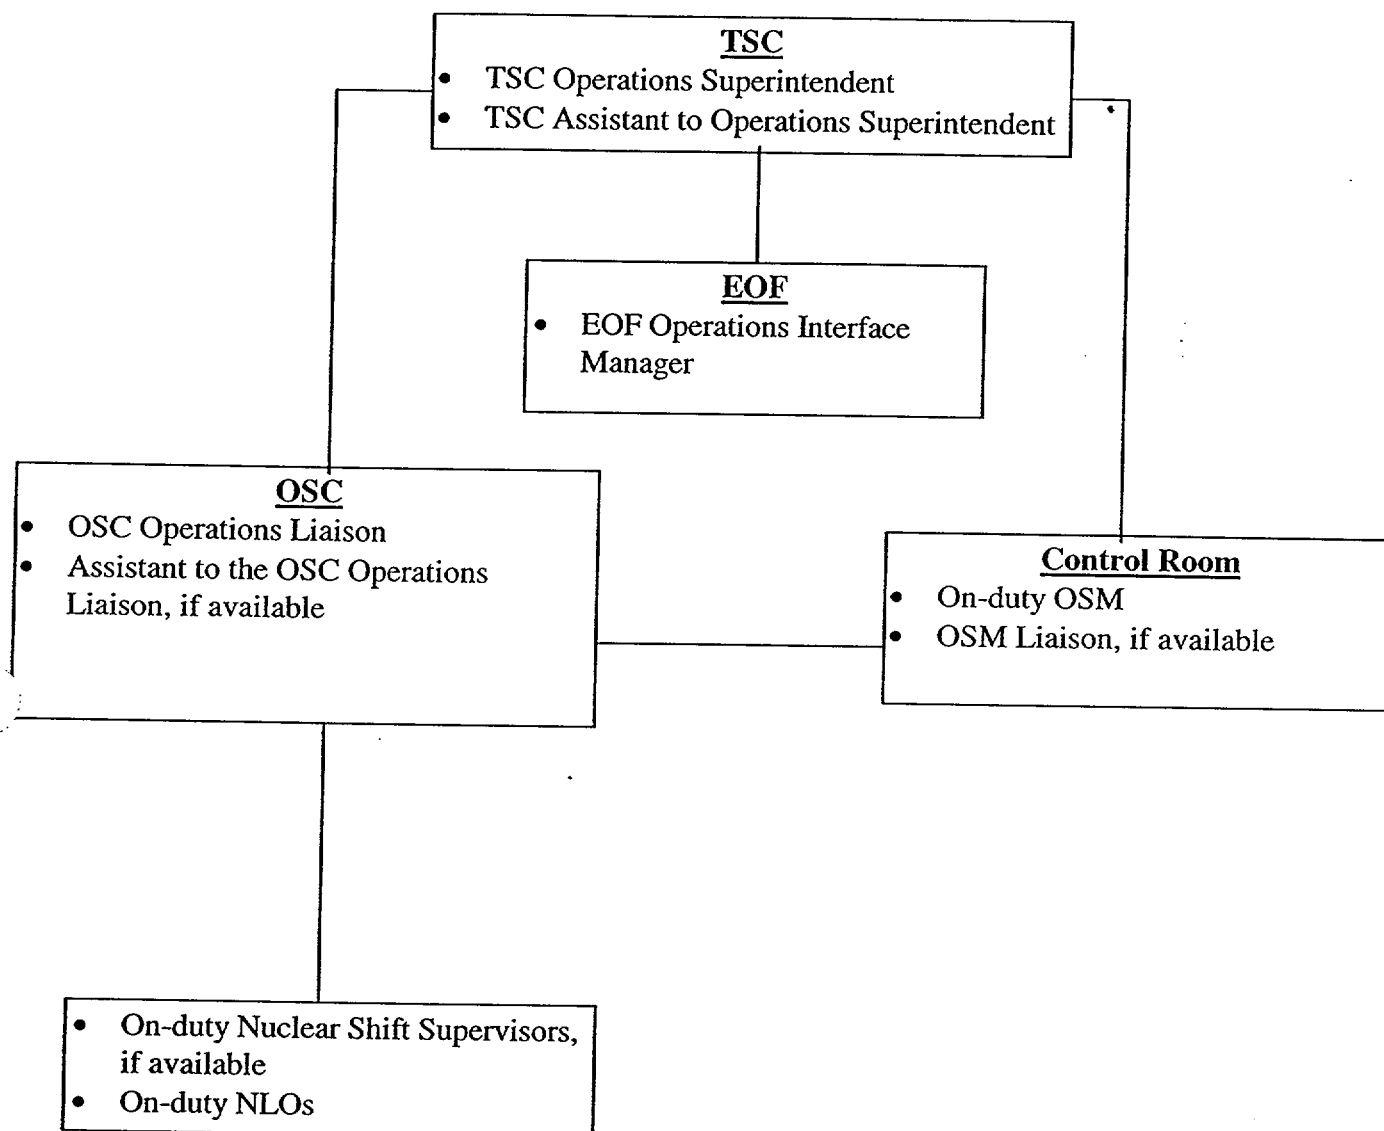 TSC
• TSC Operations Superintendent
• TSC Assistant to Operations Superintendent
EOF
• EOF Operations Interface
Manager
OSC
• OSC Operations Liaison
• Assistant to the OSC Operations
Liaison, if available
Control Room
• On-duty OSM
• OSM Liaison, if available
• On-duty Nuclear Shift Supervisors,
if available
• On-duty NLOs